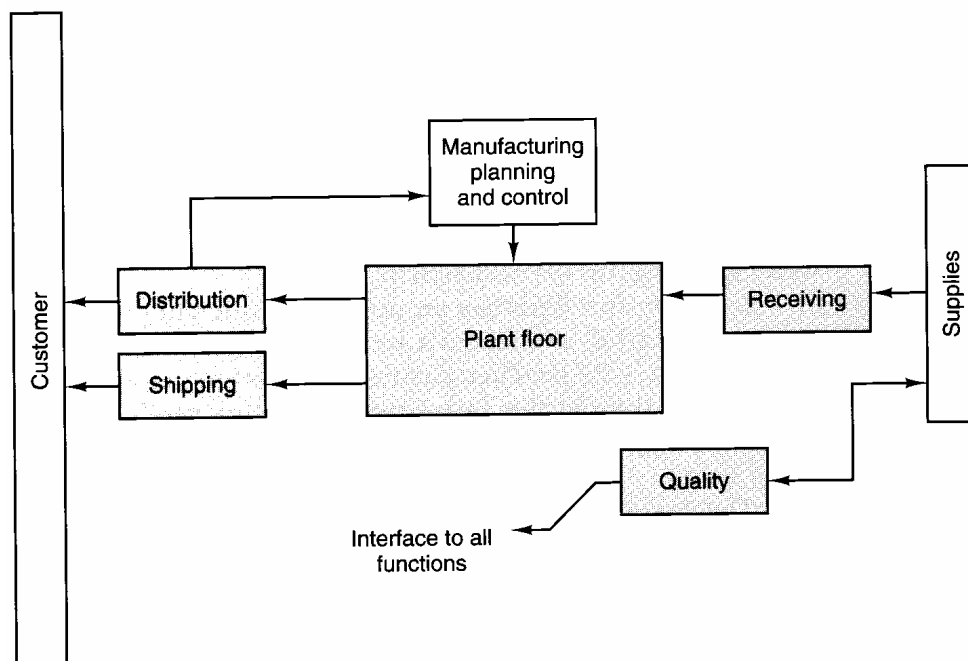 Manufacturing
planning
and control
Customer
Distribution
Shipping
Plant floor
Receiving
Supplies
Quality
Interface to all
functions